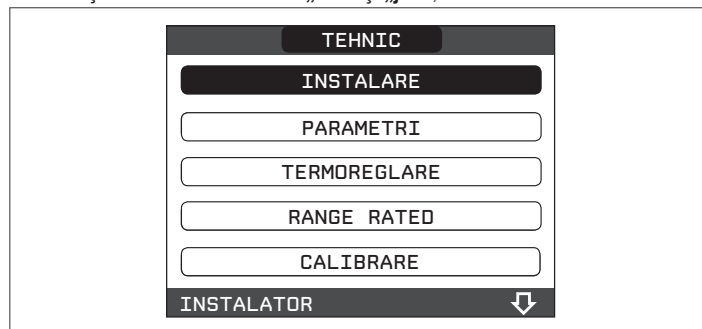 TEHNIC
INSTALARE
PARAMETRI
TERMOREGLARE
RANGE RATED
CALIBRARE
INSTALATOR